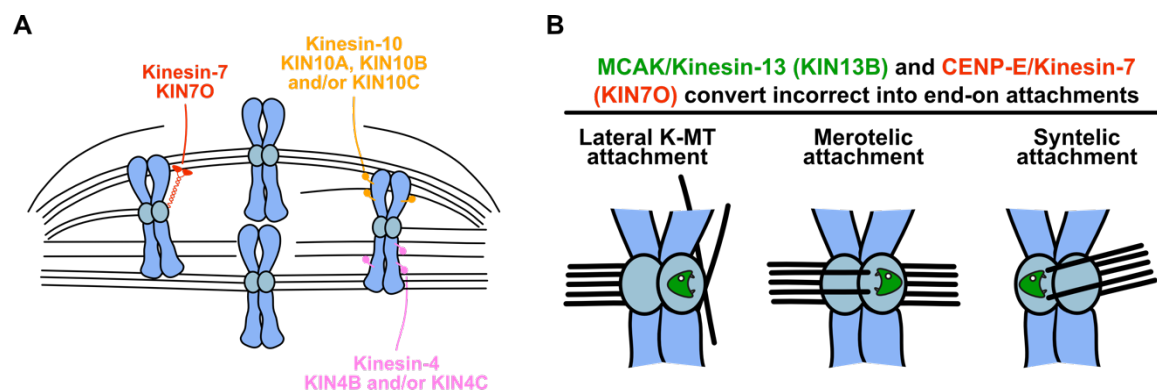 A
Kinesin-10
KIN10A, KIN10B
and/or KIN10C
Kinesin-7
KIN7O
Kinesin-4
KIN4B and/or KIN4C
B
MCAK/Kinesin-13 (KIN13B) and CENP-E/Kinesin-7
(KIN7O) convert incorrect into end-on attachments
Lateral K-MT
attachment
Merotelic
attachment
Syntelic
attachment